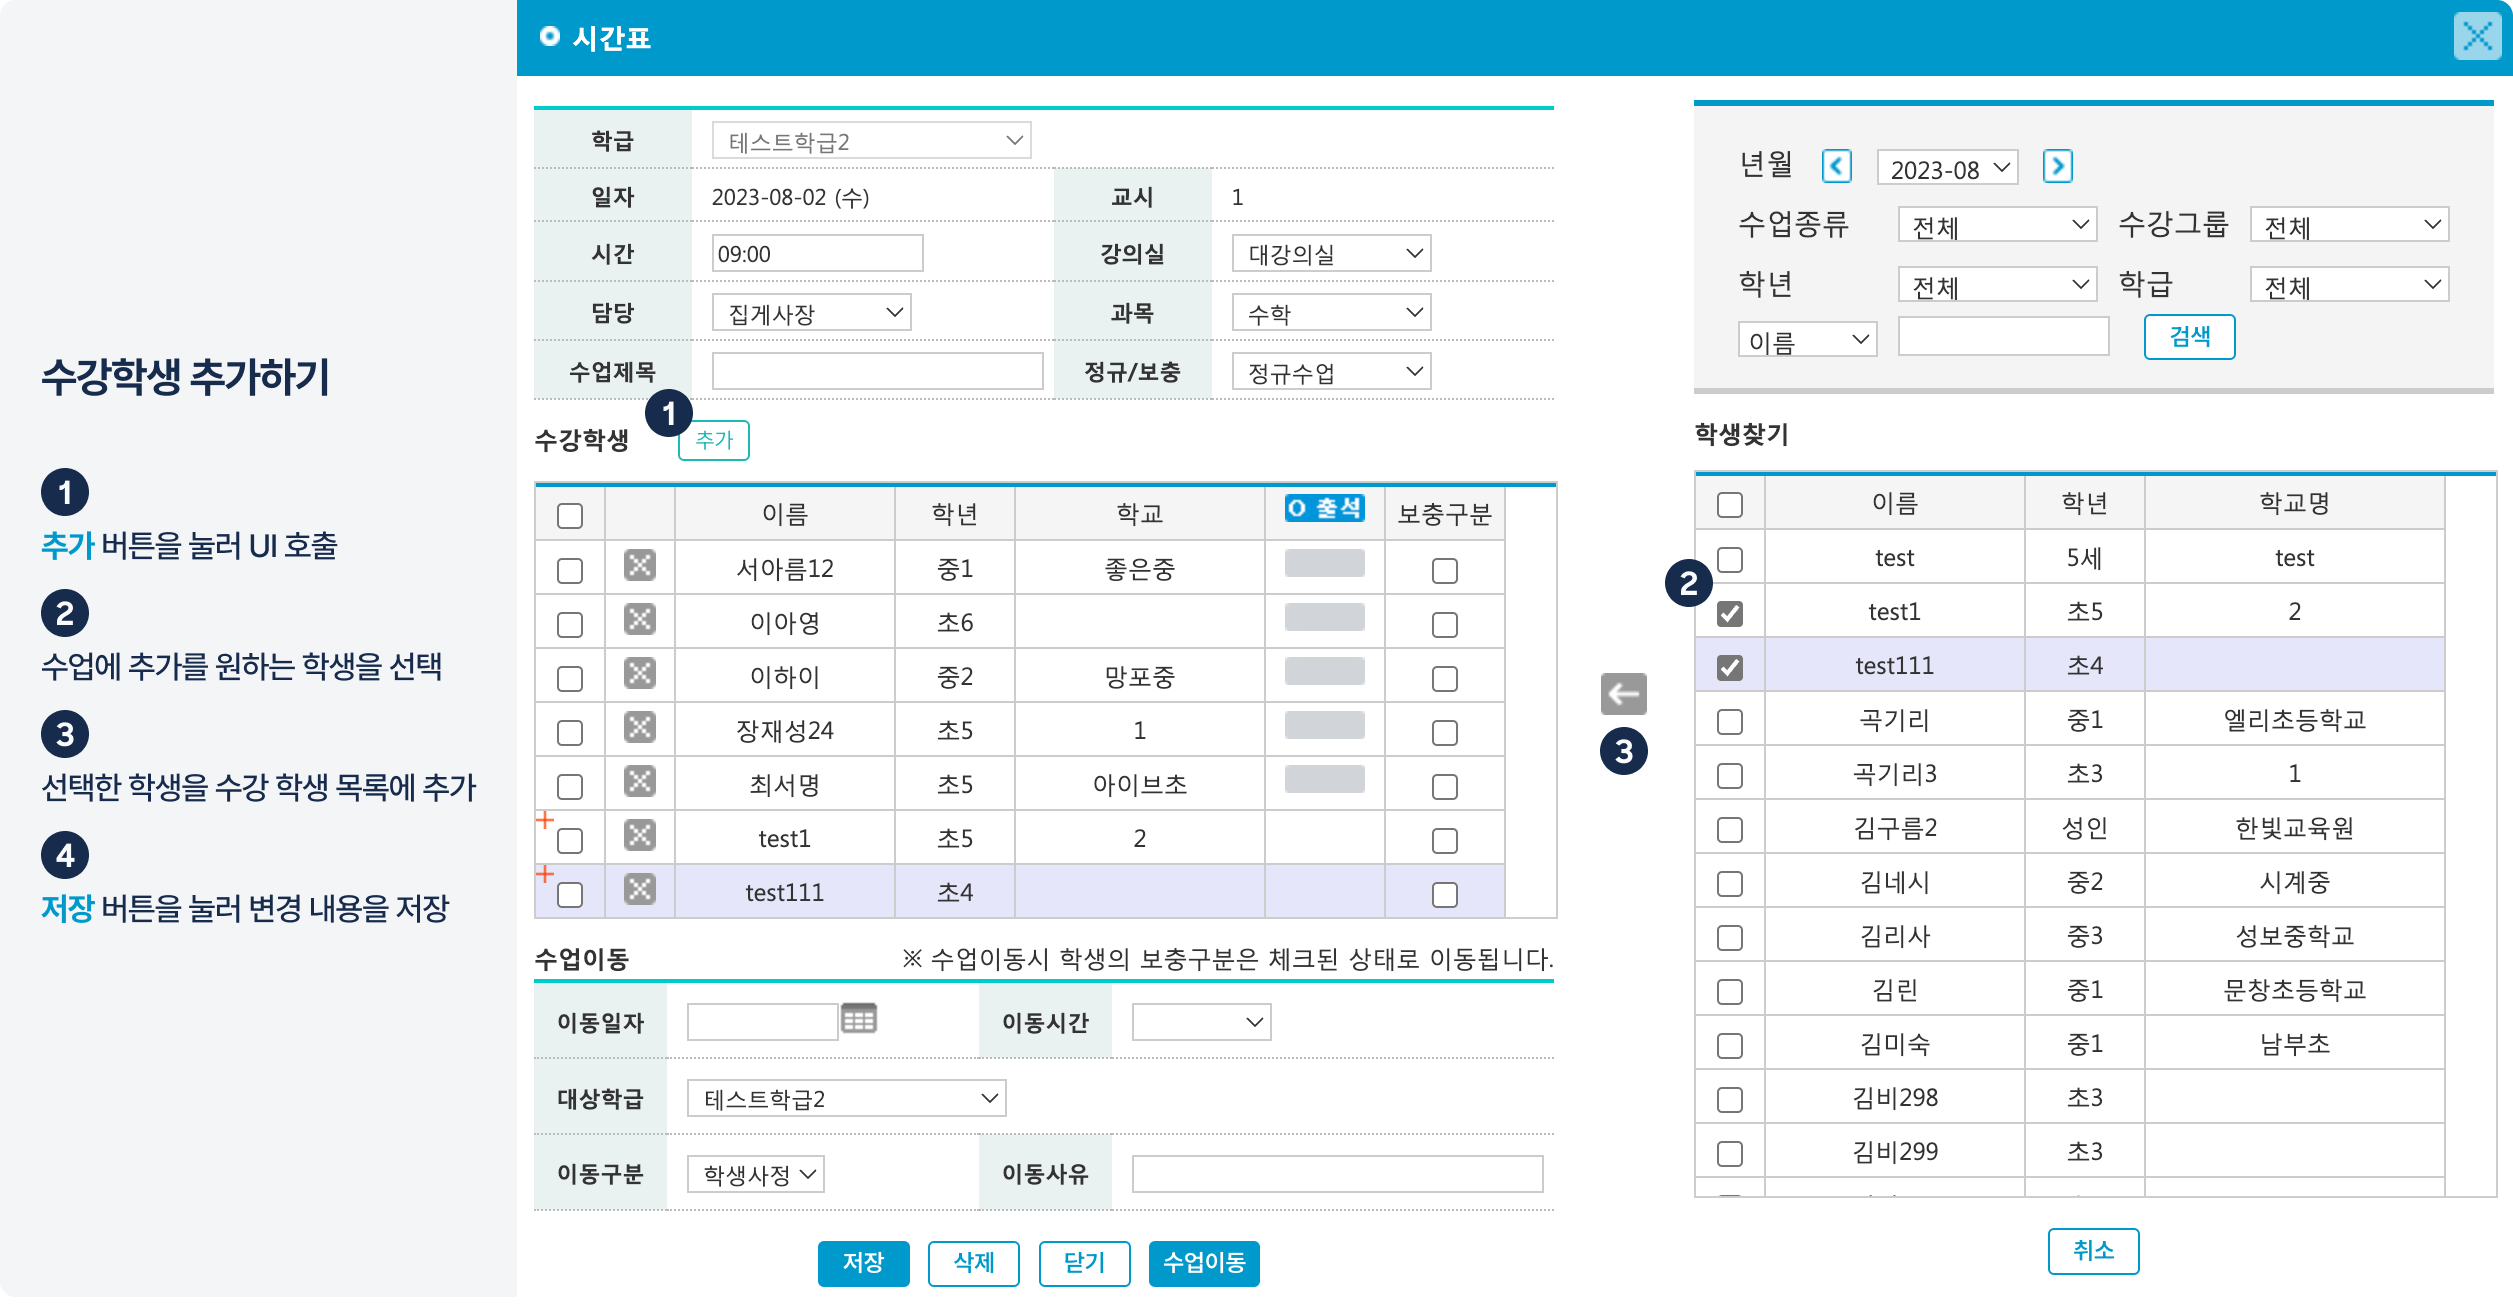 수강학생 추가하기
1
추가 버튼을 눌러 UI 호출
2
수업에 추가를 원하는 학생을 선택
3
선택한 학생을 수강 학생 목록에 추가
4
저장 버튼을 눌러 변경 내용을 저장
시간표
학급 테스트학급2
일자 2023-08-02 (수) 교시 1
시간 09:00 강의실 대강의실
담당 집게사장 과목 수학
수업제목 정규/보충 정규수업
1
수강학생 추가
이름 학년 학교 출석 보충구분
서아름12 중1 좋은중
이아영 초6
이하이 중2 망포중
장재성24 초5 1
최서명 초5 아이브초
test1 초5 2
test111 초4
수업이동 ※ 수업이동시 학생의 보충구분은 체크된 상태로 이동됩니다.
이동일자 이동시간
대상학급 테스트학급2
이동구분 학생사정 이동사유
저장 삭제 닫기 수업이동
3
년월 2023-08
수업종류 전체 수강그룹 전체
학년 전체 학급 전체
이름 검색
학생찾기
이름 학년 학교명
test 5세 test
2
test1 초5 2
test111 초4
곡기리 중1 엘리초등학교
곡기리3 초3 1
김구름2 성인 한빛교육원
김네시 중2 시계중
김리사 중3 성보중학교
김린 중1 문창초등학교
김미숙 중1 남부초
김비298 초3
김비299 초3
취소